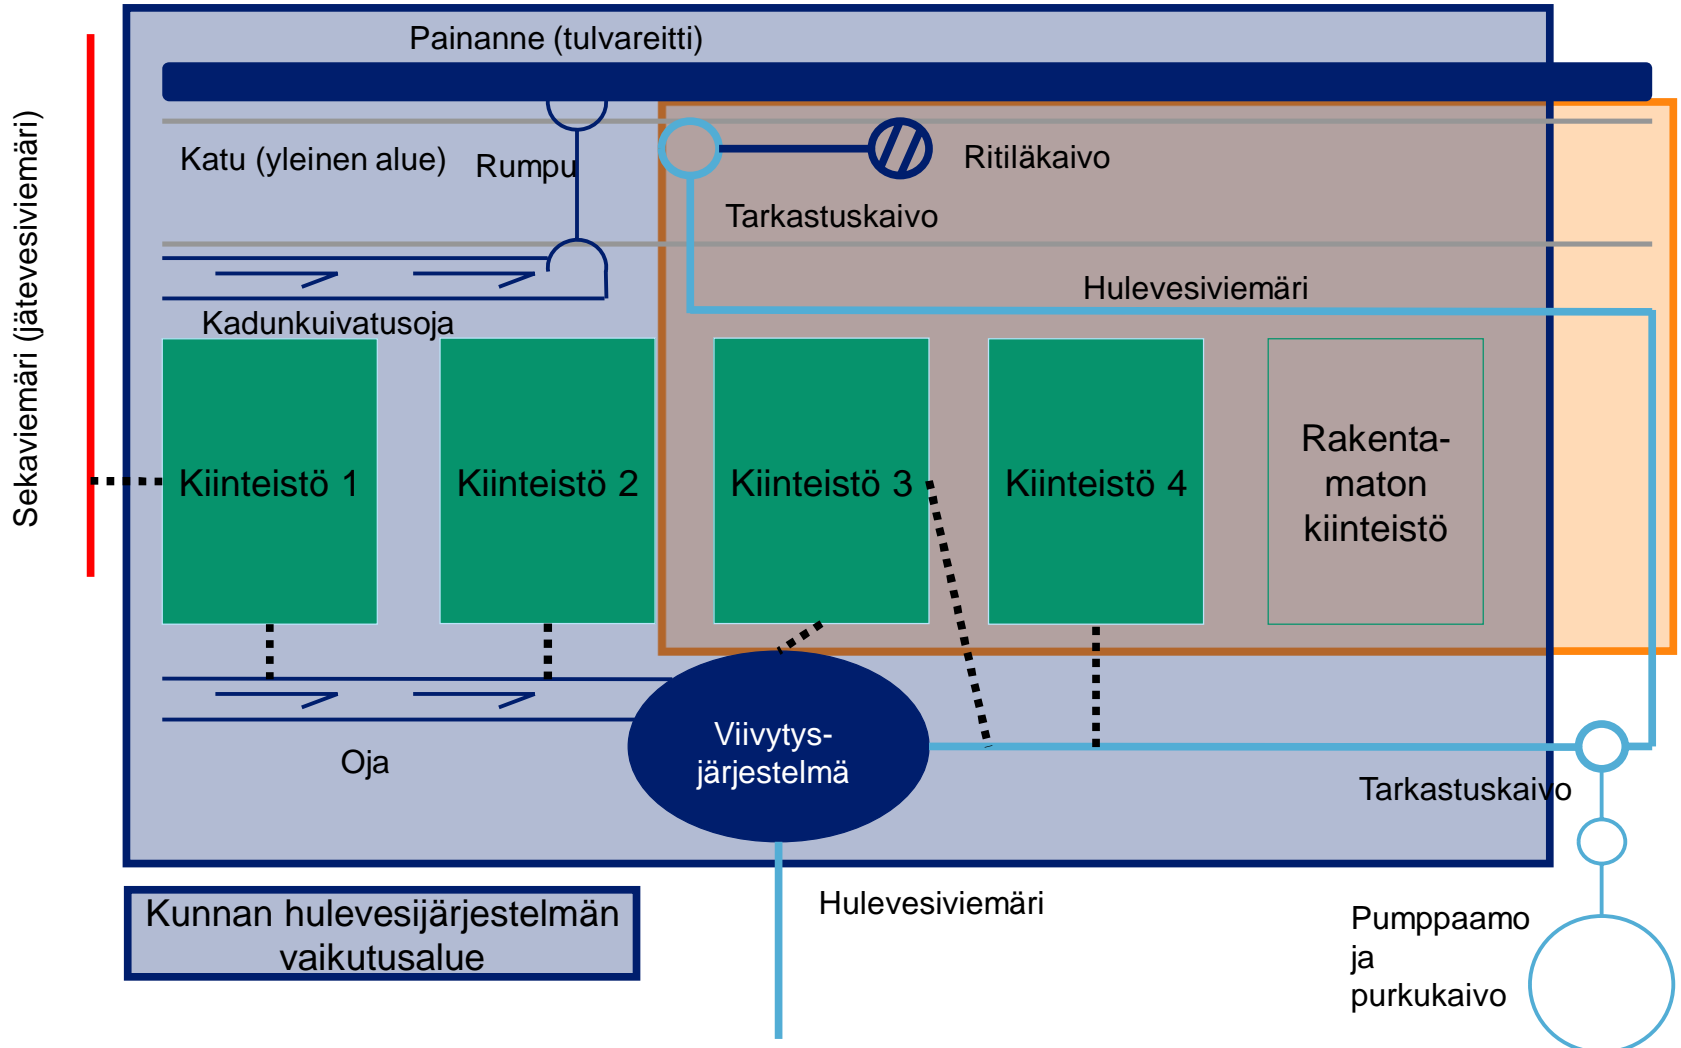 Painanne (tulvareitti)
Sekaviemäri (jätevesiviemäri)
Katu (yleinen alue)
Rumpu
Ritiläkaivo
Tarkastuskaivo
Hulevesiviemäri
Kadunkuivatusoja
Kiinteistö 1
Kiinteistö 2
Kiinteistö 3
Kiinteistö 4
Rakenta-
maton
kiinteistö
Viivytys-
järjestelmä
Oja
Tarkastuskaivo
Hulevesiviemäri
Kunnan hulevesijärjestelmän
vaikutusalue
Pumppaamo
ja
purkukaivo